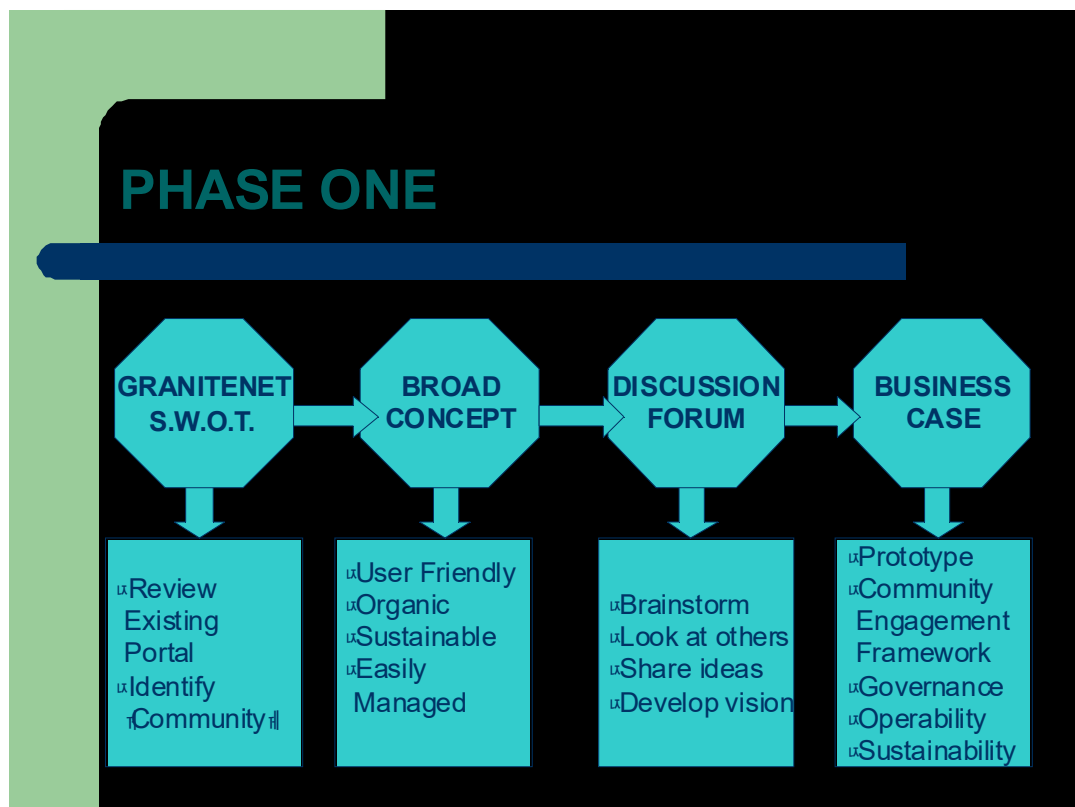 PHASE ONE
GRANITENET
S.W.O.T.
BROAD
CONCEPT
DISCUSSION
FORUM
BUSINESS
CASE
Review
Existing
Portal
Identify
Community
User Friendly
Organic
Sustainable
Easily
Managed
Brainstorm
Look at others
Share ideas
Develop vision
Prototype
Community
Engagement
Framework
Governance
Operability
Sustainability